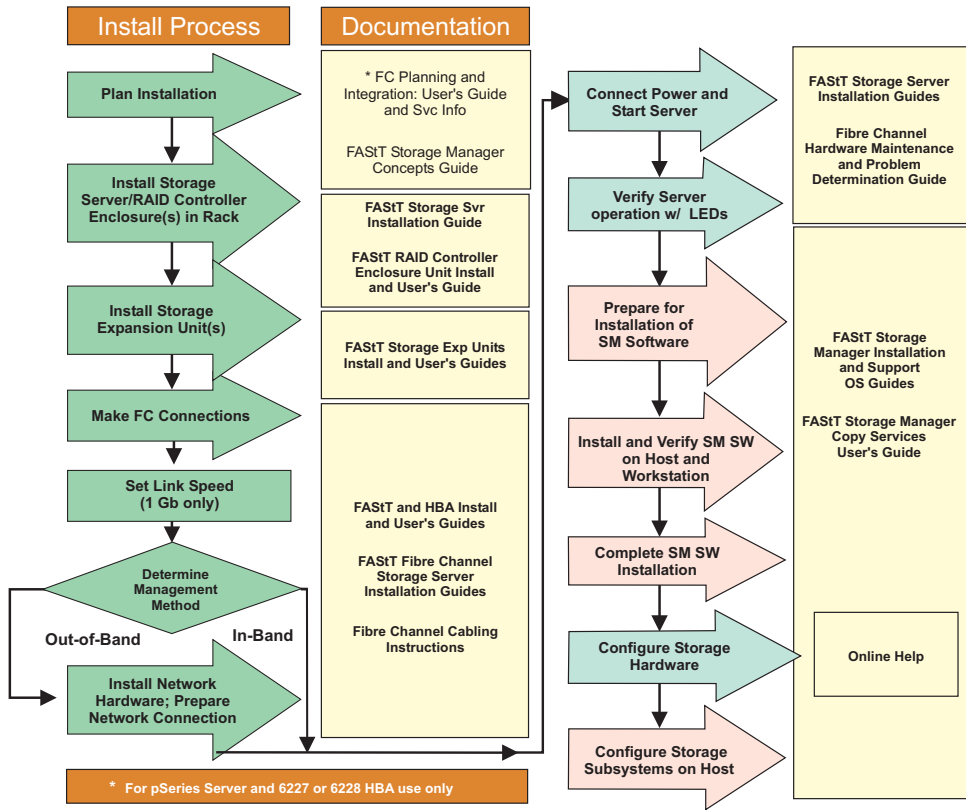 Install Process
Plan Installation
Install Storage
Server/RAID Controller
Enclosure(s) in Rack
Install Storage
Expansion Unit(s)
Make FC Connections
Set Link Speed
(1 Gb only)
Determine
Management
Method
Out-of-Band
In-Band
Install Network
Hardware; Prepare
Network Connection
Documentation
* FC Planning and
Integration: User's Guide
and Svc Info
FAStT Storage Manager
Concepts Guide
FAStT Storage Svr
Installation Guide
FAStT RAID Controller
Enclosure Unit Install
and User's Guide
FAStT Storage Exp Units
Install and User's Guides
FAStT and HBA Install
and User's Guides
FAStT Fibre Channel
Storage Server
Installation Guides
Fibre Channel Cabling
Instructions
* For pSeries Server and 6227 or 6228 HBA use only
Connect Power and
Start Server
Verify Server
operation w/ LEDs
Prepare for
Installation of
SM Software
Install and Verify SM SW
on Host and
Workstation
Complete SM SW
Installation
Configure Storage
Hardware
Configure Storage
Subsystems on Host
FAStT Storage Server
Installation Guides
Fibre Channel
Hardware Maintenance
and Problem
Determination Guide
FAStT Storage
Manager Installation
and Support
OS Guides
FAStT Storage Manager
Copy Services
User's Guide
Online Help